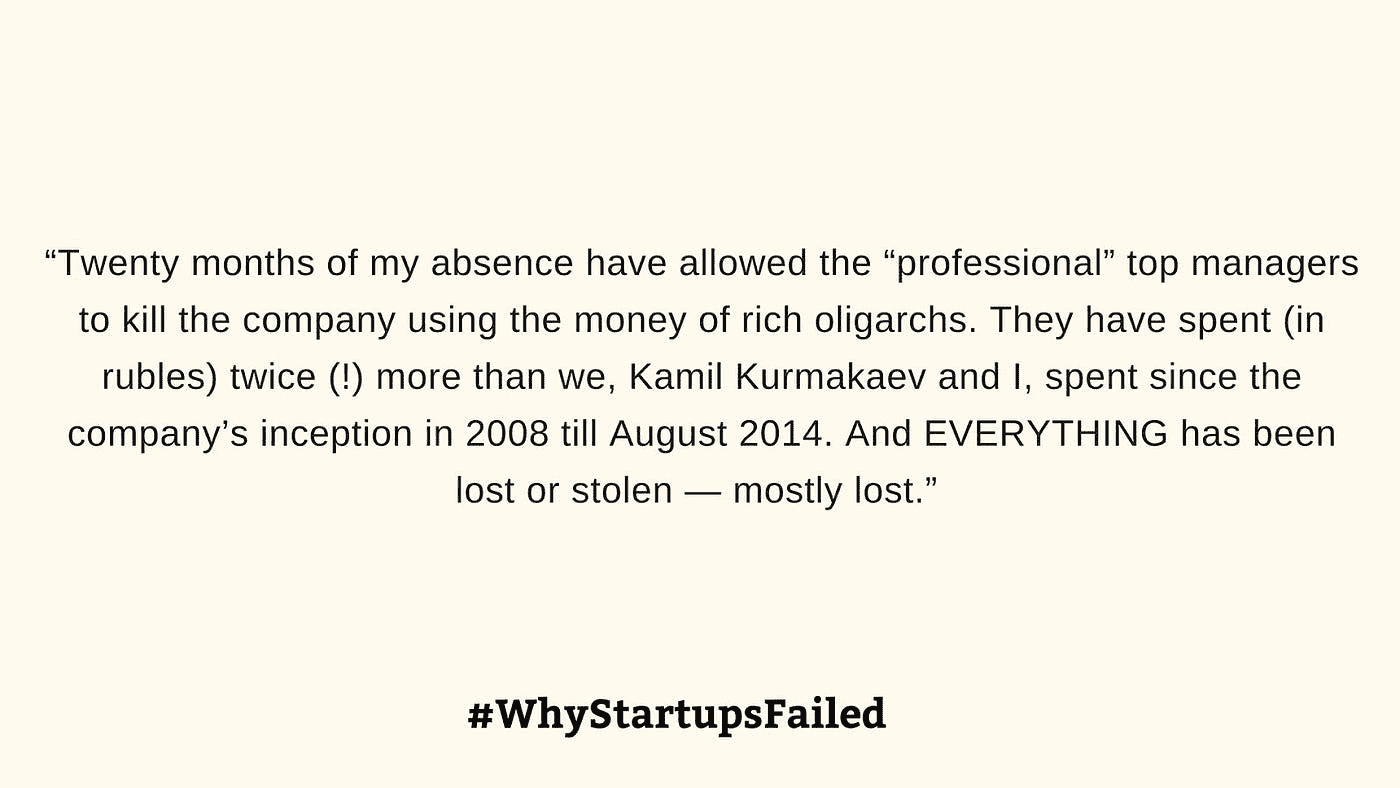 “Twenty months of my absence have allowed the “professional” top managers
to kill the company using the money of rich oligarchs. They have spent (in
rubles) twice (!) more than we, Kamil Kurmakaev and I, spent since the
company’s inception in 2008 till August 2014. And EVERYTHING has been
lost or stolen — mostly lost.”
#WhyStartupsFailed